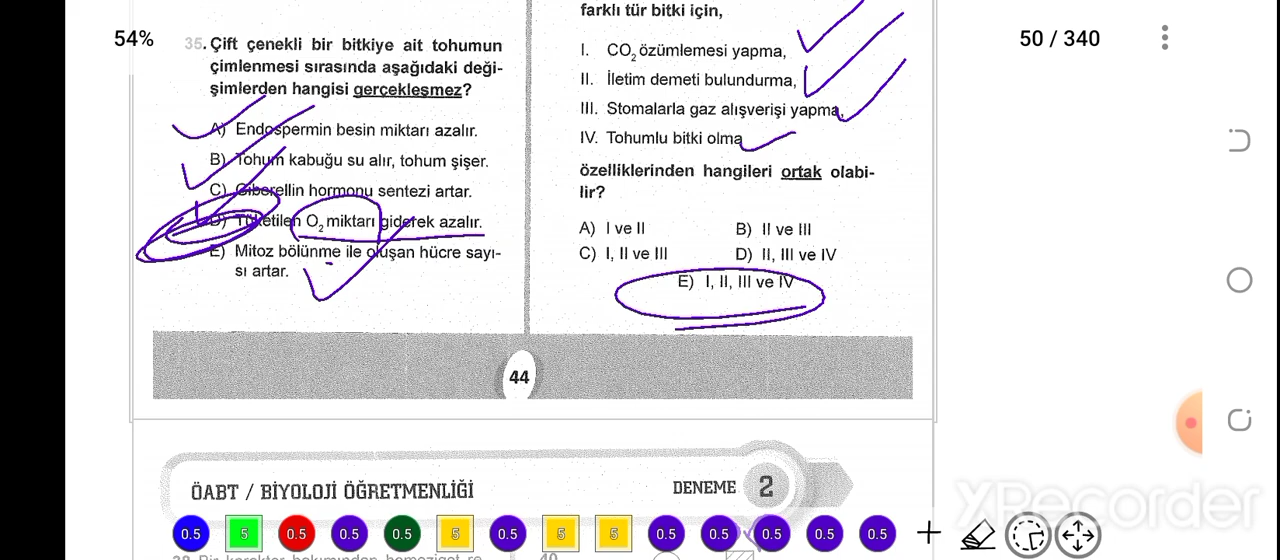 54%
50 / 340
35. Çift çenekli bir bitkiye ait tohumun
çimlenmesi sırasında aşağıdaki deği-
şimlerden hangisi gerçekleşmez?
A) Endospermin besin miktarı azalır.
B) Tohum kabuğu su alır, tohum şişer.
C) Giberellin hormonu sentezi artar.
D) Tüketilen O₂ miktarı giderek azalır.
E) Mitoz bölünme ile oluşan hücre sayı-
sı artar.
farklı tür bitki için,
I. CO₂ özümlemesi yapma,
II. İletim demeti bulundurma,
III. Stomalarla gaz alışverişi yapma,
IV. Tohumlu bitki olma
özelliklerinden hangileri ortak olabi-
lir?
A) I ve II B) II ve III
C) I, II ve III D) II, III ve IV
E) I, II, III ve IV
44
ÖABT / BİYOLOJİ ÖĞRETMENLİĞİ
DENEME 2
0.5 5 0.5 0.5 0.5 5 0.5 5 5 0.5 0.5 0.5 0.5 0.5
XRecorder